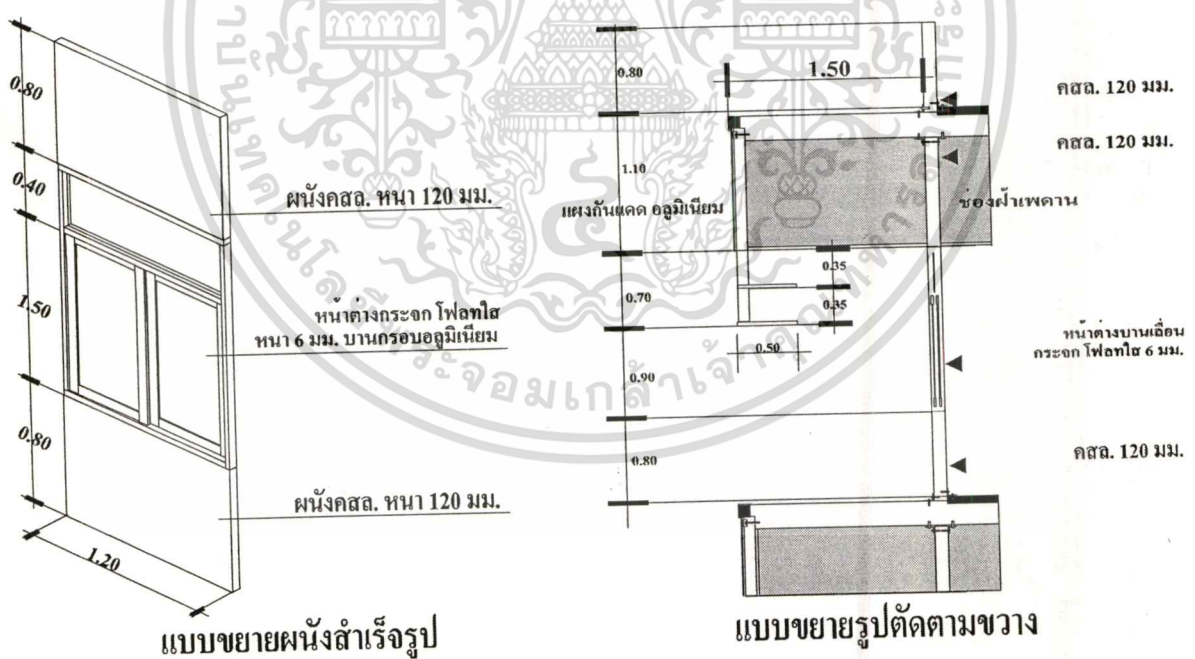 0.80
0.40
1.50
0.80
1.20
ผนังคสล. หนา 120 มม.
หน้าต่างกระจก โฟลทใส
หนา 6 มม. บานกรอบอลูมิเนียม
ผนังคสล. หนา 120 มม.
แบบขยายผนังสำเร็จรูป
0.80
1.50
คสล. 120 มม.
คสล. 120 มม.
1.10
แผงกันแดด อลูมิเนียม
ช่องฝ้าเพดาน
0.35
0.70
0.35
0.50
หน้าต่างบานเลื่อน
กระจก โฟลทใส 6 มม.
0.90
0.80
คสล. 120 มม.
แบบขยายรูปตัดตามขวาง